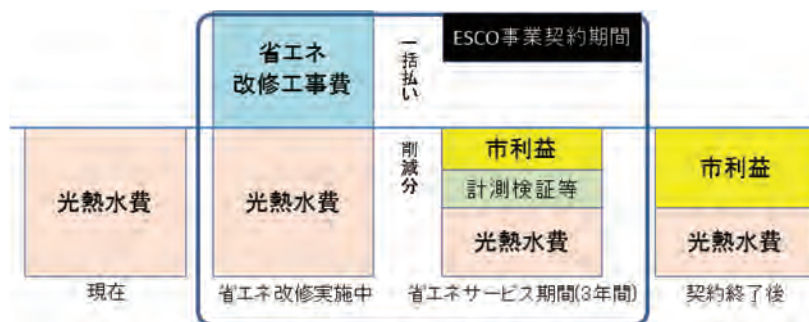 省エネ
改修工事費
一括払い
ESCO事業契約期間
光熱水費
光熱水費
削減分
市利益
計測検証等
光熱水費
市利益
光熱水費
現在
省エネ改修実施中
省エネサービス期間(3年間)
契約終了後